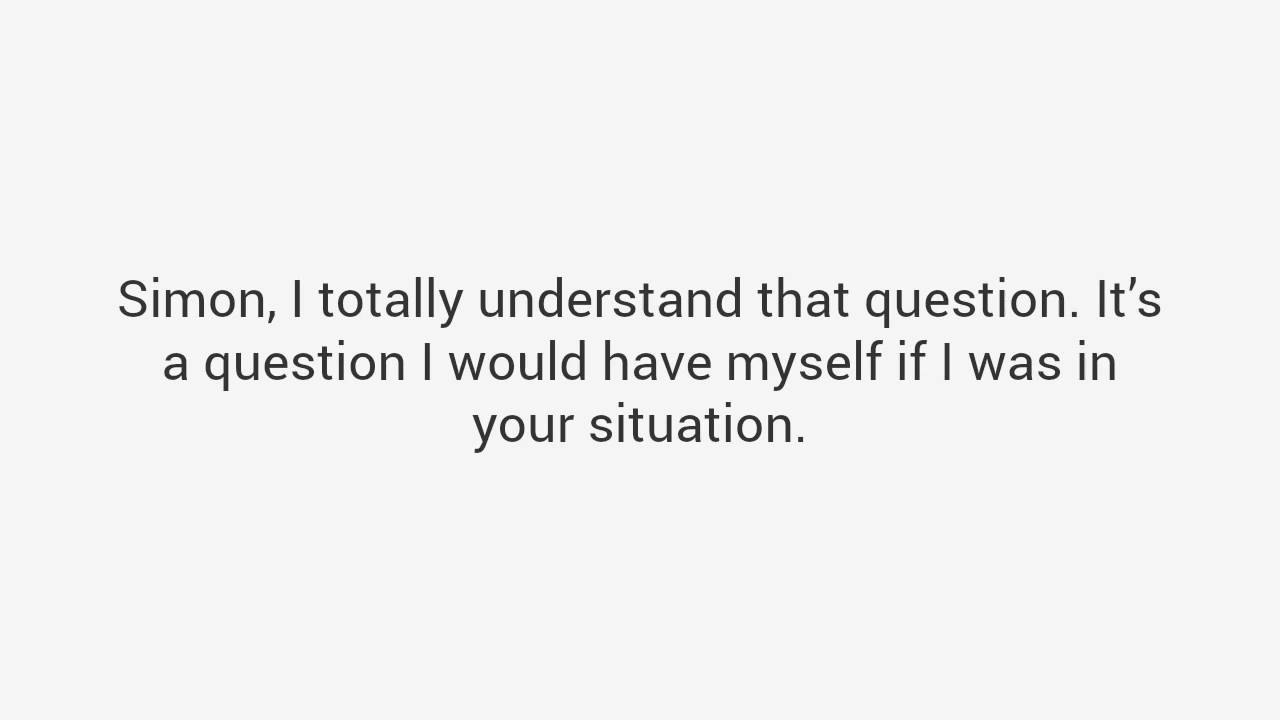 Simon, I totally understand that question. It’s
a question I would have myself if I was in
your situation.